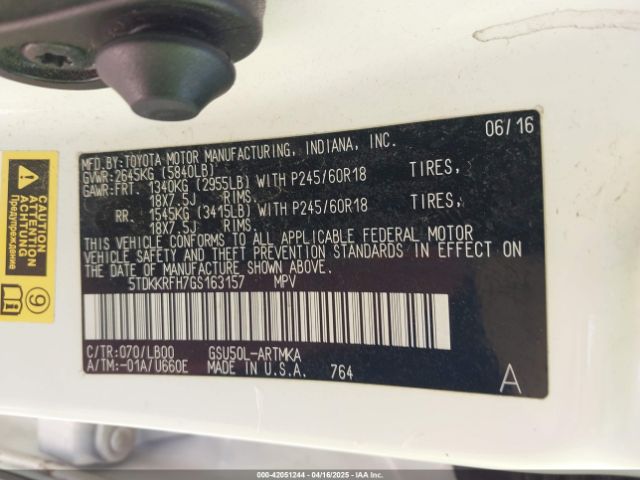 MFD. BY: TOYOTA MOTOR MANUFACTURING, INDIANA, INC. 06/16
GVWR: 2645KG (5840LB)
GAWR: FRT. 1340KG (2955LB) WITH P245/60R18 TIRES,
18X7.5J RIMS.
RR. 1545KG (3415LB) WITH P245/60R18 TIRES,
18X7.5J RIMS.
THIS VEHICLE CONFORMS TO ALL APPLICABLE FEDERAL MOTOR
VEHICLE SAFETY AND THEFT PREVENTION STANDARDS IN EFFECT ON
THE DATE OF MANUFACTURE SHOWN ABOVE.
5TDKKRFH7GS163157 MPV
C/TR: 070/LB00 GSU50L-ARTMKA
A/TM: -01A/U660E MADE IN U.S.A. 764
A
CAUTION
ATTENTION
Предупреждение
9
000-42051244 - 04/16/2025 - IAAI.COM